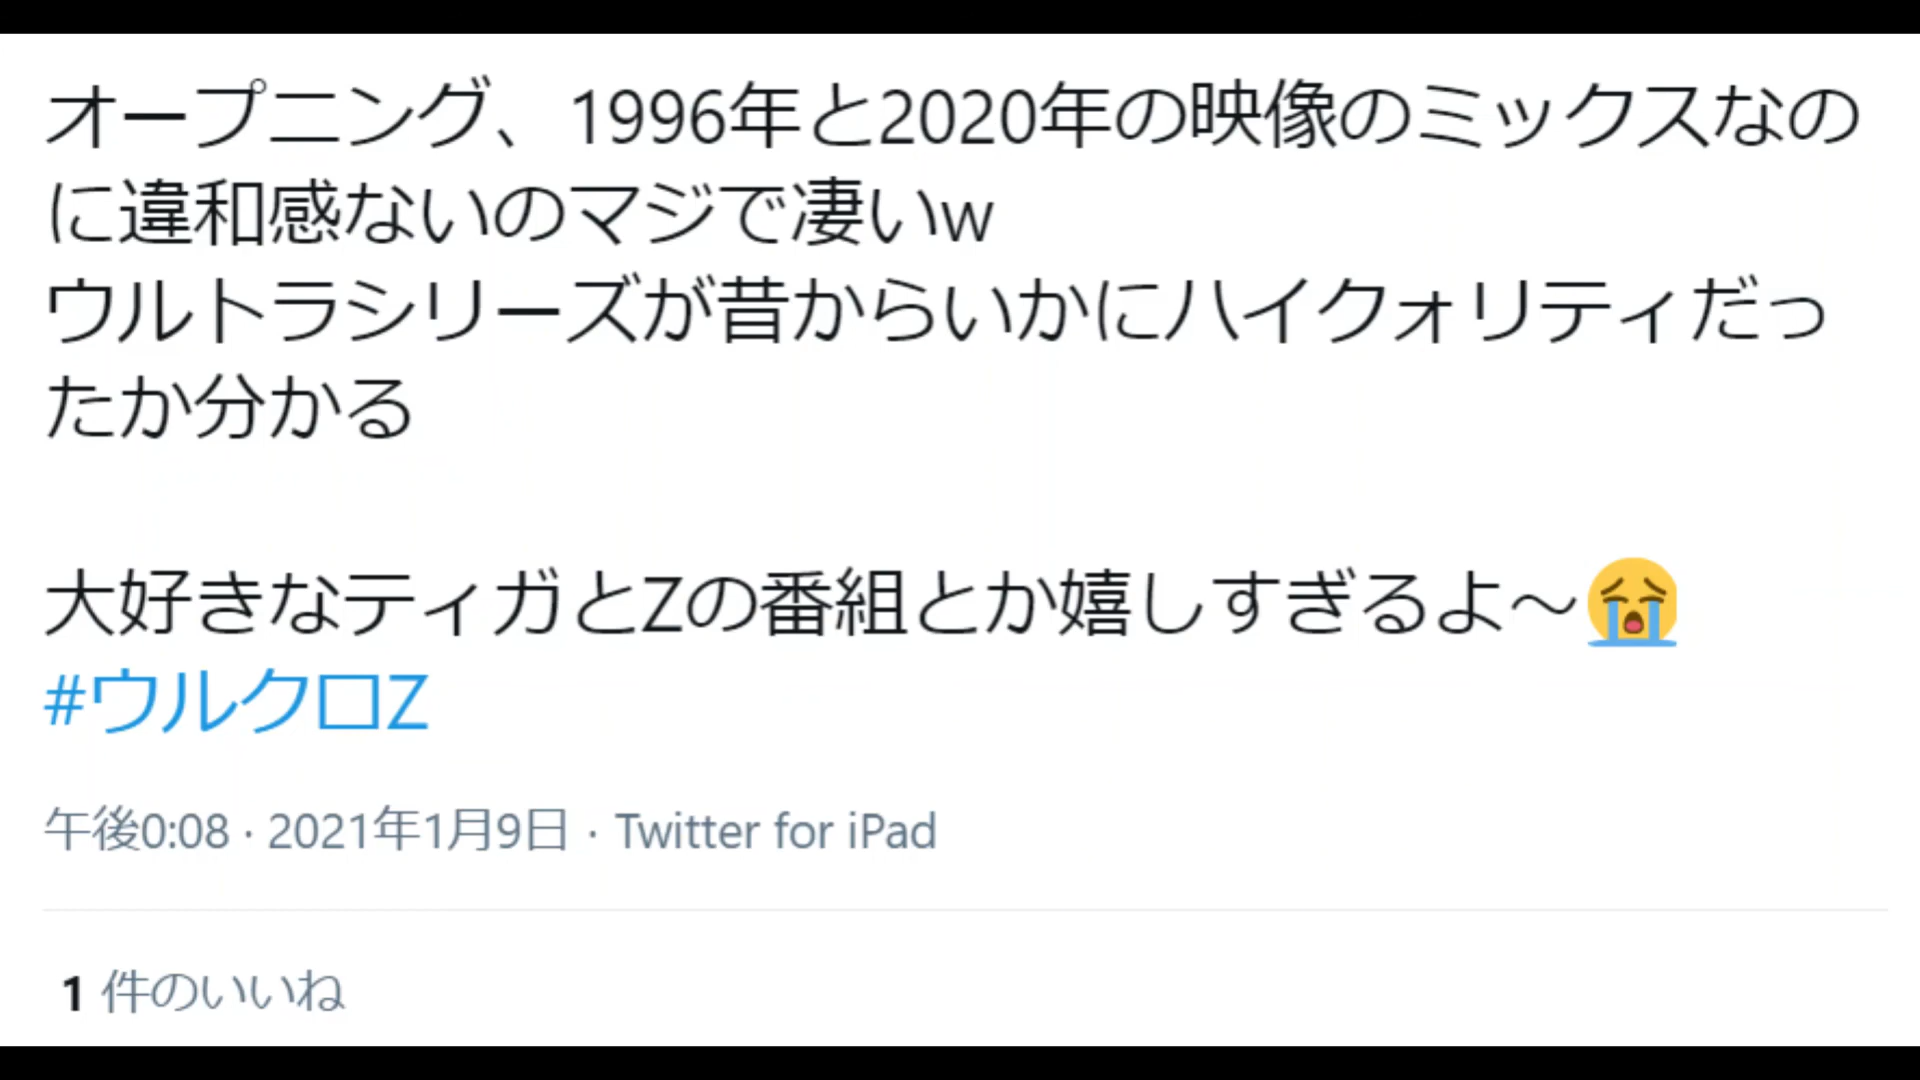 オープニング、1996年と2020年の映像のミックスなの
に違和感ないのマジで凄いw
ウルトラシリーズが昔からいかにハイクォリティだっ
たか分かる
大好きなティガとZの番組とか嬉しすぎるよ〜😭
#ウルクロZ
午後0:08 · 2021年1月9日 · Twitter for iPad
1 件のいいね